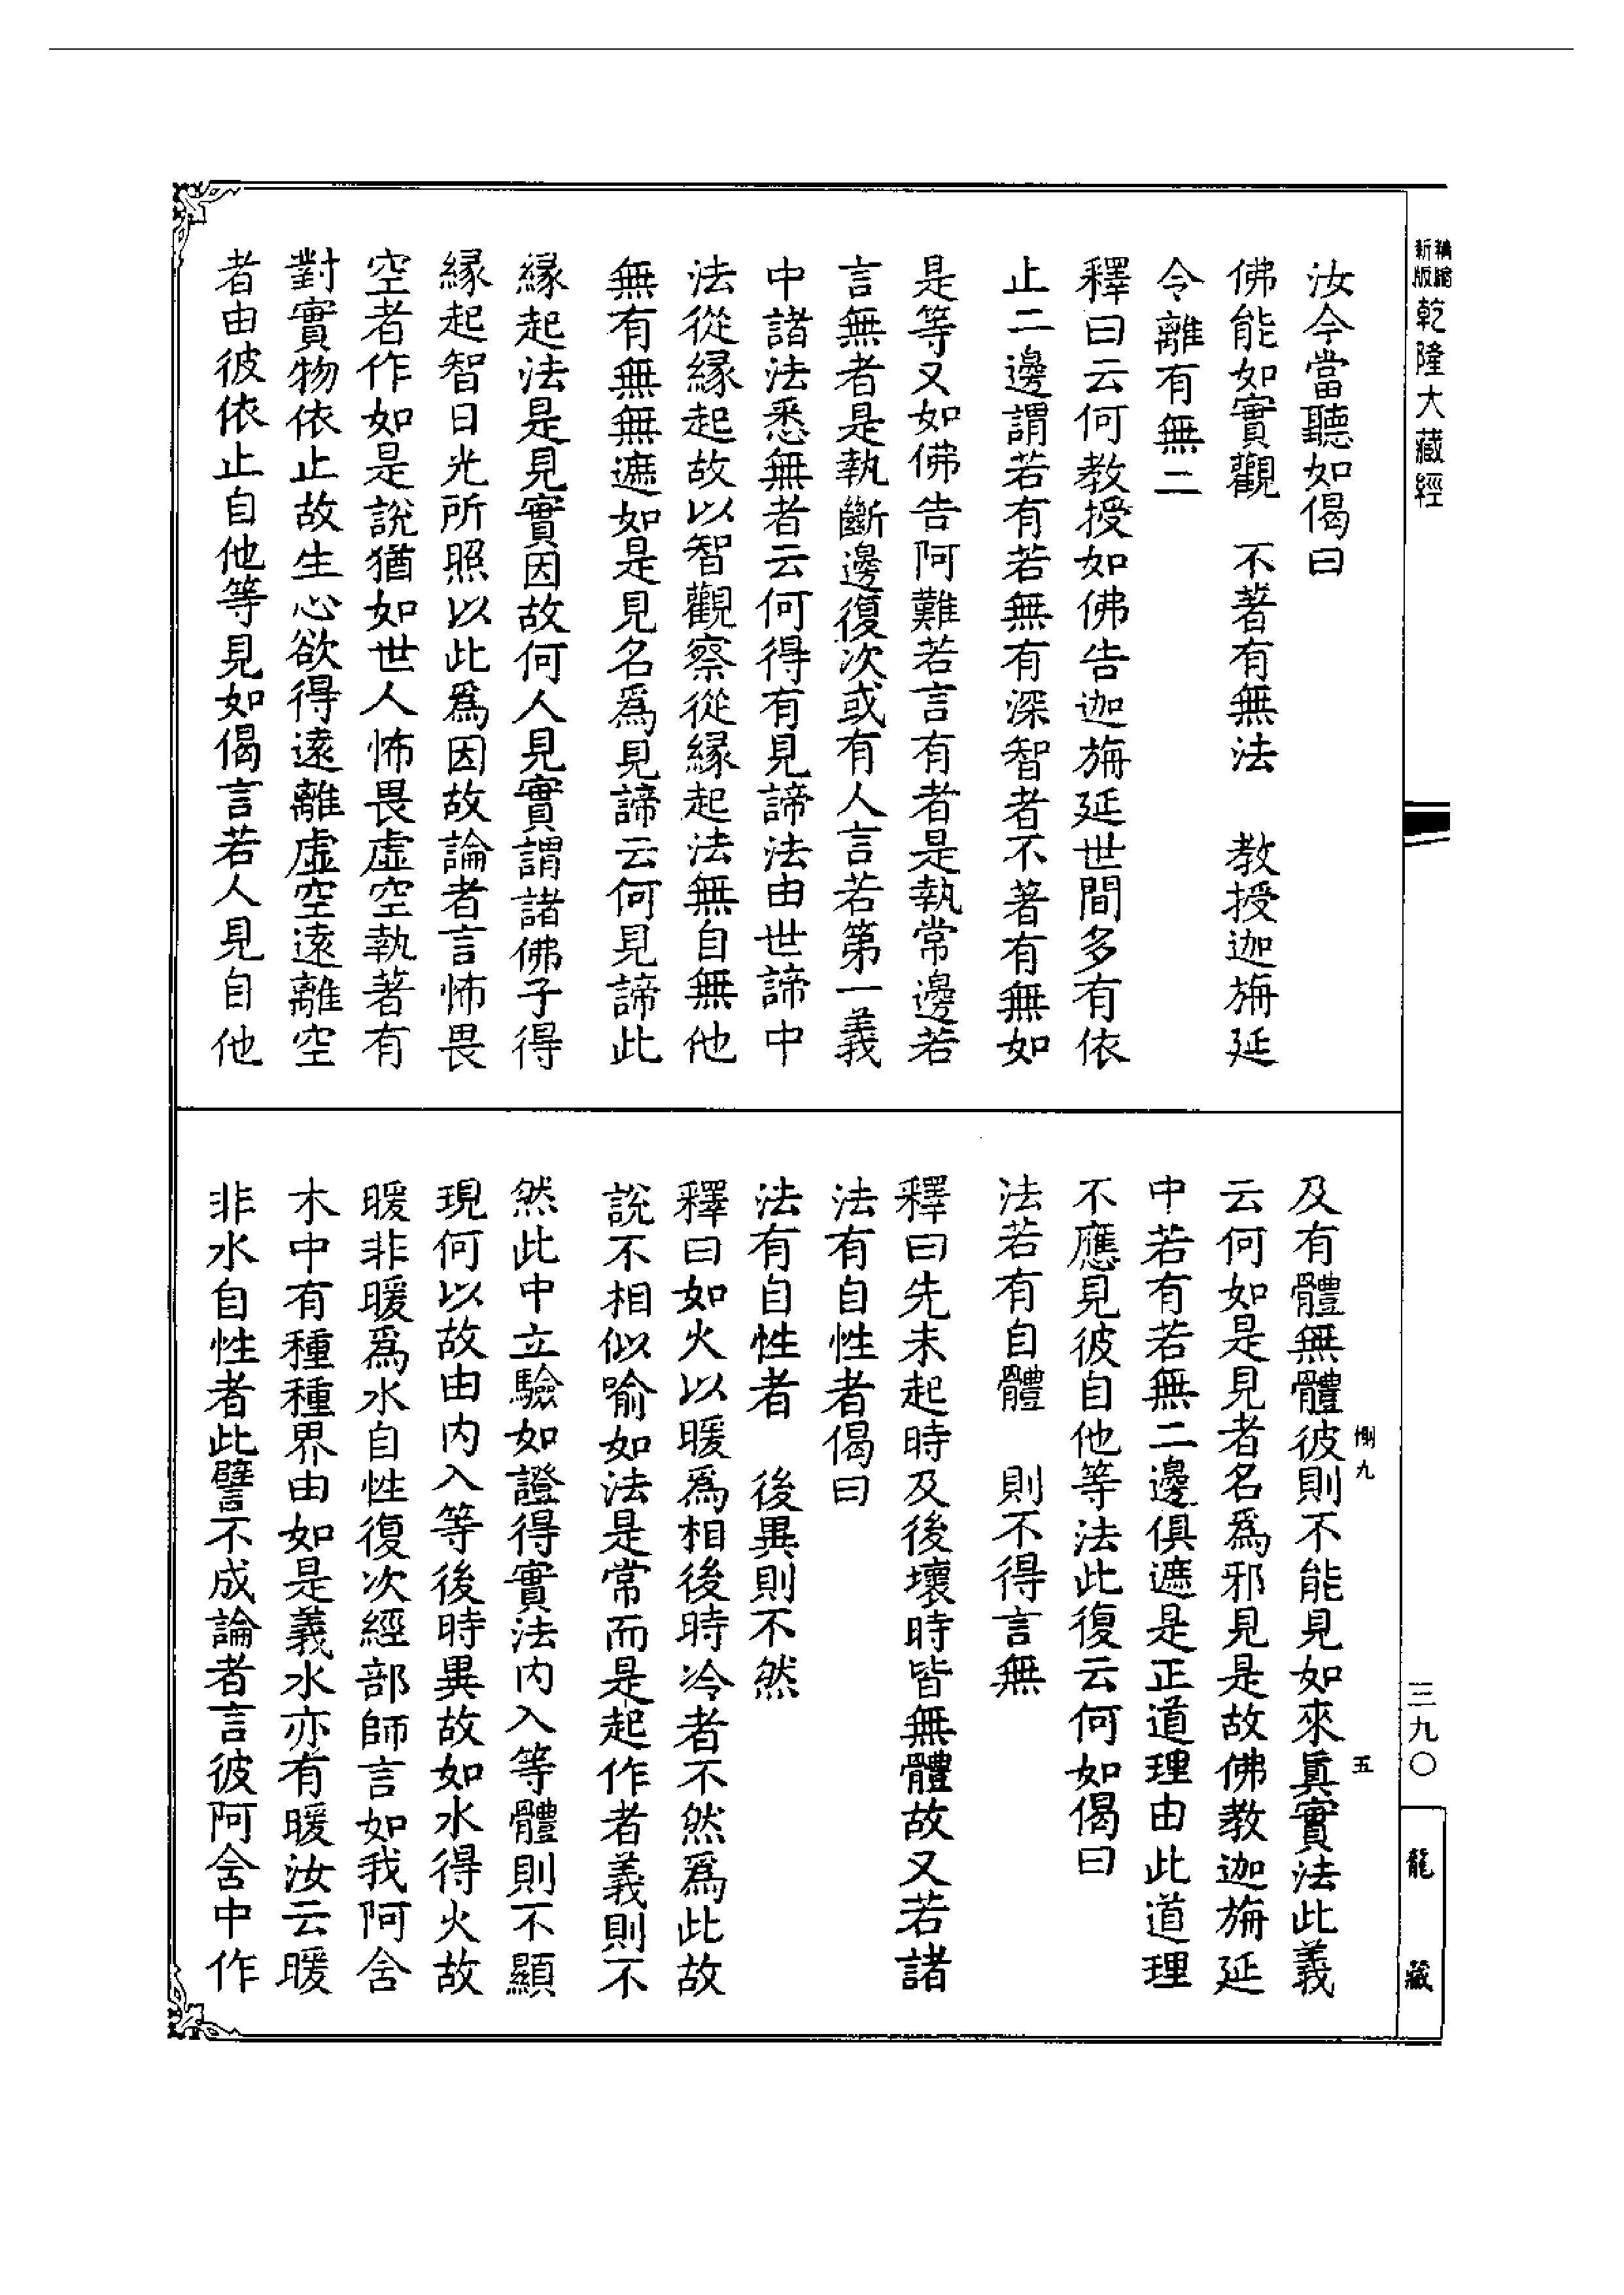 新版精縮乾隆大藏經
汝今當聽如偈曰
佛能如實觀　不著有無法　教授迦旃延
令離有無二
釋曰云何教授如佛告迦旃延世間多有依
止二邊謂若有若無有深智者不著有無如
是等又如佛告阿難若言有者是執常邊若
言無者是執斷邊復次或有人言若第一義
中諸法悉無者云何得有見諦法由世諦中
法從緣起故以智觀察從緣起法無自無他
無有無無遮如是見名爲見諦云何見諦此
緣起法是見實因故何人見實謂諸佛子得
緣起智日光所照以此爲因故論者言怖畏
空者作如是說猶如世人怖畏虛空執著有
對實物依止故生心欲得遠離虛空遠離空
者由彼依止自他等見如偈言若人見自他
及有體無體彼則不能見如來眞實法此義
云何如是見者名爲邪見是故佛教迦旃延
中若有若無二邊俱遮是正道理由此道理
不應見彼自他等法此復云何如偈曰
法若有自體　則不得言無
釋曰先未起時及後壞時皆無體故又若諸
法有自性者偈曰
法有自性者　後異則不然
釋曰如火以暖爲相後時冷者不然爲此故
說不相似喻如法是常而是起作者義則不
然此中立驗如證得實法內入等體則不顯
現何以故由內入等後時異故如水得火故
暖非暖爲水自性復次經部師言如我阿含
木中有種種界由如是義水亦有暖汝云暖
非水自性者此譬不成論者言彼阿含中作
九
五
三九〇
龍藏